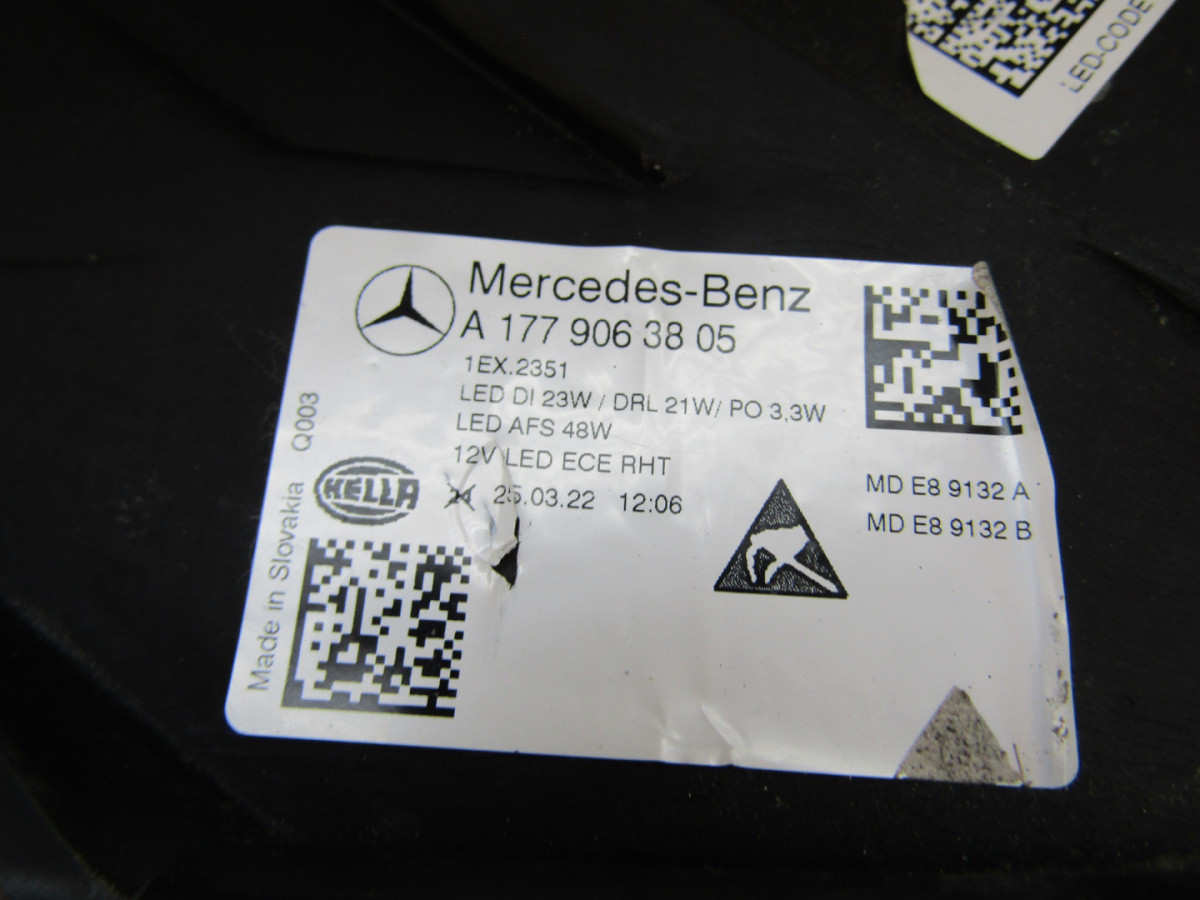 LED-CODE
Mercedes-Benz
A 177 906 38 05
1EX.2351
LED DI 23W / DRL 21W/ PO 3,3W
LED AFS 48W
12V LED ECE RHT
25.03.22 12:06
HELLA
MD E8 9132 A
MD E8 9132 B
Made in Slovakia Q003